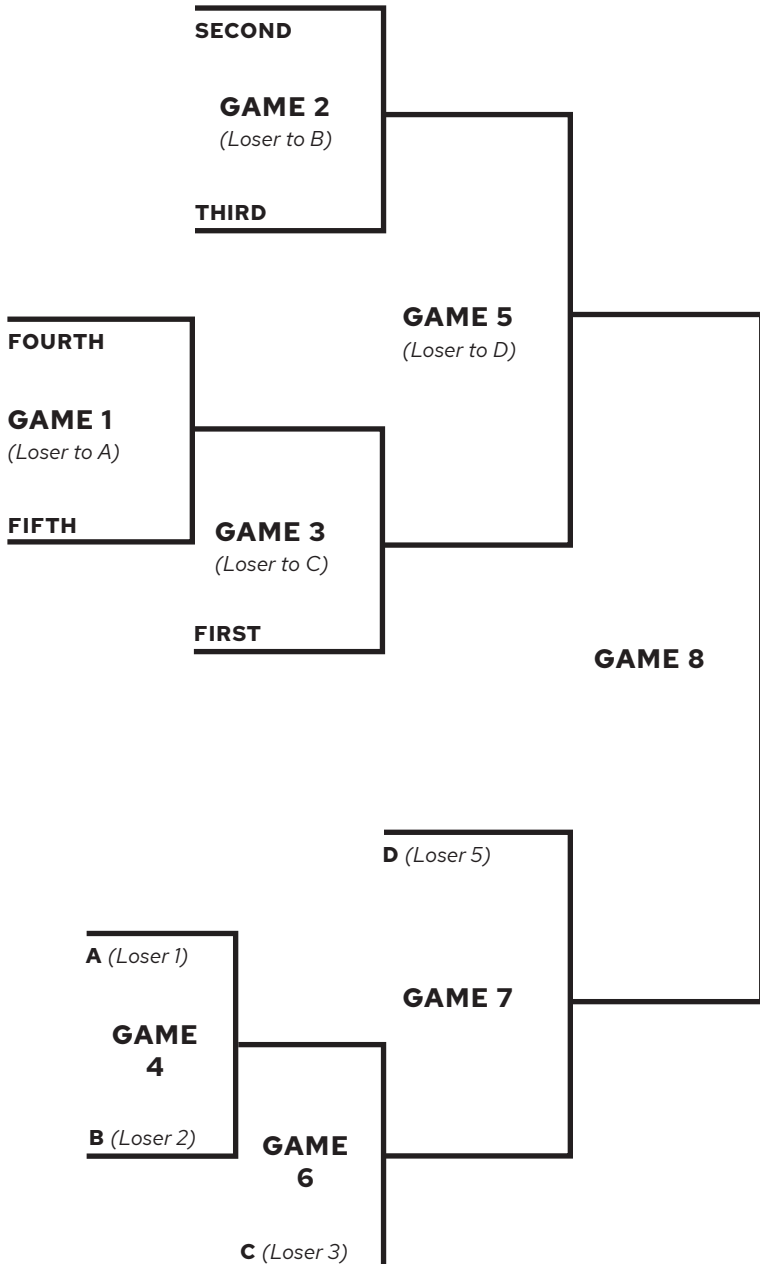 SECOND
GAME 2
(Loser to B)
THIRD
FOURTH
GAME 1
(Loser to A)
FIFTH
GAME 5
(Loser to D)
GAME 3
(Loser to C)
FIRST
GAME 8
D (Loser 5)
GAME 7
A (Loser 1)
GAME
4
B (Loser 2)
GAME
6
C (Loser 3)